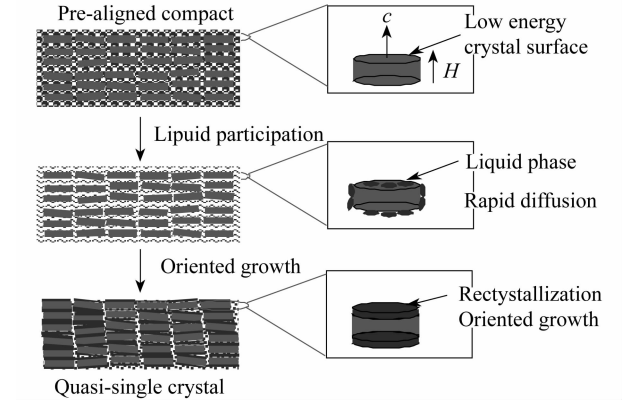 Pre-aligned compact
c
Low energy
crystal surface
H
Lipuid participation
Liquid phase
Rapid diffusion
Oriented growth
Rectystallization
Oriented growth
Quasi-single crystal